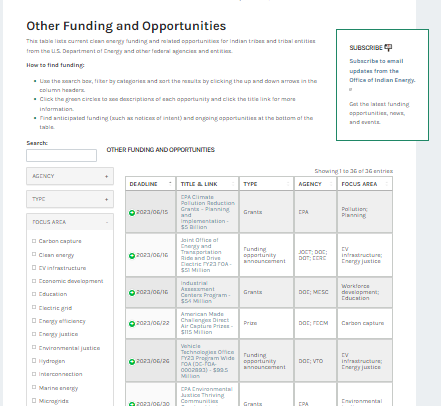 Other Funding and Opportunities
This table lists current clean energy funding and related opportunities for Indian tribes and tribal entities
from the U.S. Department of Energy and other federal agencies and entities.
How to find funding:
Use the search box, filter by categories and sort the results by clicking the up and down arrows in the
column headers.
Click the green circles to see descriptions of each opportunity and click the title link for more
information.
Find anticipated funding (such as notices of intent) and ongoing opportunities at the bottom of the
table.
SUBSCRIBE
Subscribe to email
updates from the
Office of Indian Energy.
Get the latest funding
opportunities, news,
and events.
Search:
OTHER FUNDING AND OPPORTUNITIES
AGENCY +
TYPE +
FOCUS AREA -
Carbon capture
Clean energy
EV infrastructure
Economic development
Education
Electric grid
Energy efficiency
Energy justice
Environmental justice
Hydrogen
Interconnection
Marine energy
Microgrids
Showing 1 to 36 of 36 entries
DEADLINE TITLE & LINK TYPE AGENCY FOCUS AREA
2023/06/15
EPA Climate
Pollution Reduction
Grants – Planning
and
Implementation -
$5 Billion
Grants
EPA
Pollution;
Planning
2023/06/16
Joint Office of
Energy and
Transportation
Ride and Drive
Electric FY23 FOA -
$51 Million
Funding
opportunity
announcement
JOET; DOE;
DOT; EERE
EV
infrastructure;
Energy justice
2023/06/16
Industrial
Assessment
Centers Program -
$54 Million
Grants
DOE; MESC
Workforce
development;
Education
2023/06/22
American Made
Challenges Direct
Air Capture Prizes -
$115 Million
Prize
DOE; FECM
Carbon capture
2023/06/26
Vehicle
Technologies Office
FY23 Program Wide
FOA (DE-FOA-
0002893) - $99.5
Million
Funding
opportunity
announcement
DOE; VTO
EV
infrastructure;
Energy justice
2023/06/30
EPA Environmental
Justice Thriving
Communities
Grants
EPA
Environmental